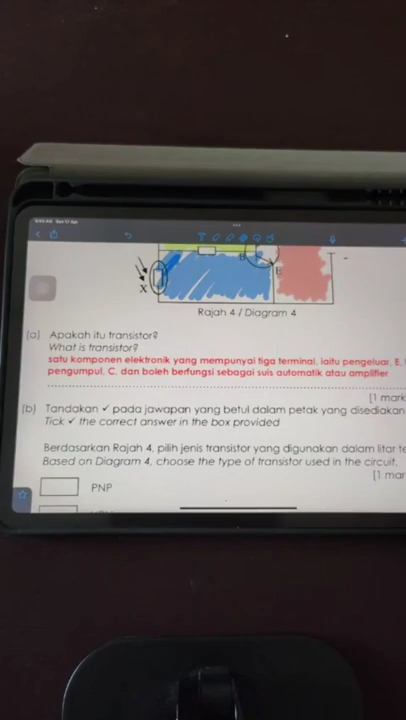 B
E
X
Rajah 4 / Diagram 4
(a) Apakah itu transistor?
What is transistor?
satu komponen elektronik yang mempunyai tiga terminal, iaitu pengeluar, E,
pengumpul, C, dan boleh berfungsi sebagai suis automatik atau amplifier
[1 mark
(b) Tandakan ✓ pada jawapan yang betul dalam petak yang disediakan
Tick ✓ the correct answer in the box provided
Berdasarkan Rajah 4, pilih jenis transistor yang digunakan dalam litar te
Based on Diagram 4, choose the type of transistor used in the circuit.
[1 mar
PNP